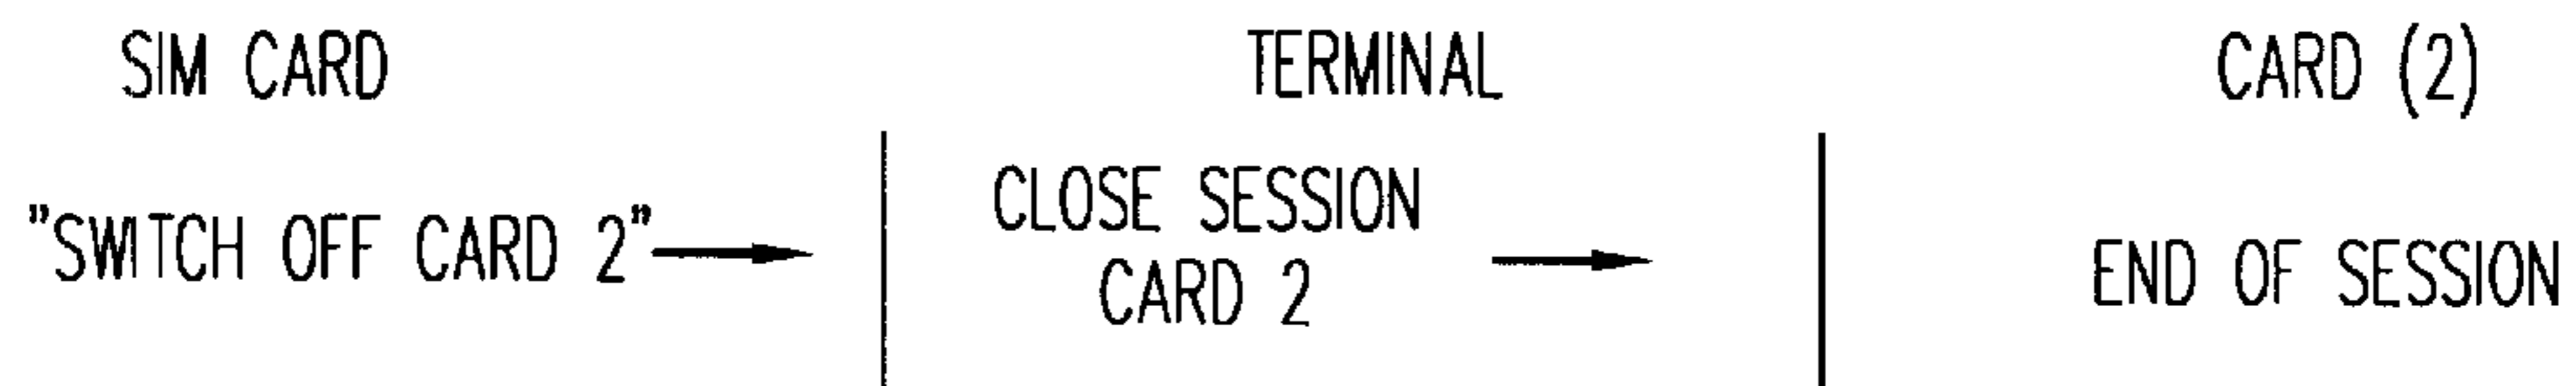 SIM CARD TERMINAL CARD (2)
"SWITCH OFF CARD 2" CLOSE SESSION
CARD 2
END OF SESSION